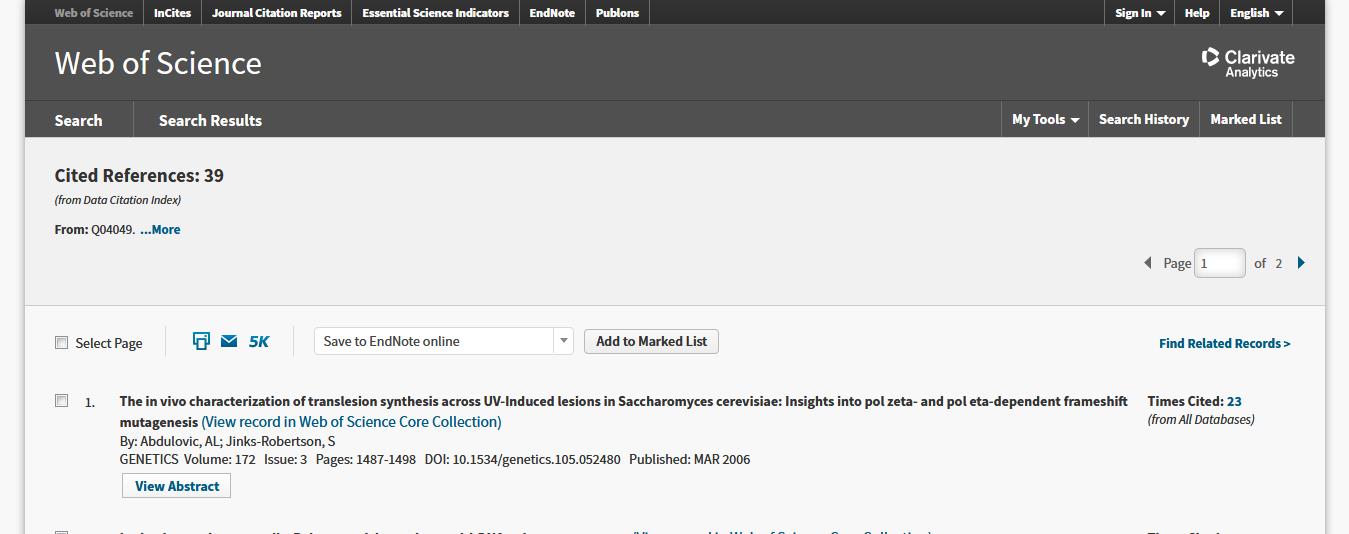 Web of Science InCites Journal Citation Reports Essential Science Indicators EndNote Publons Sign In Help English
Web of Science
Clarivate
Analytics
Search Search Results My Tools Search History Marked List
Cited References: 39
(from Data Citation Index)
From: Q04049. ...More
Page 1 of 2
Select Page 5K Save to EndNote online Add to Marked List Find Related Records>
1. The in vivo characterization of translesion synthesis across UV-Induced lesions in Saccharomyces cerevisiae: Insights into pol zeta- and pol eta-dependent frameshift
mutagenesis (View record in Web of Science Core Collection)
By: Abdulovic, AL; Jinks-Robertson, S
GENETICS Volume: 172 Issue: 3 Pages: 1487-1498 DOI: 10.1534/genetics.105.052480 Published: MAR 2006
View Abstract
Times Cited: 23
(from All Databases)